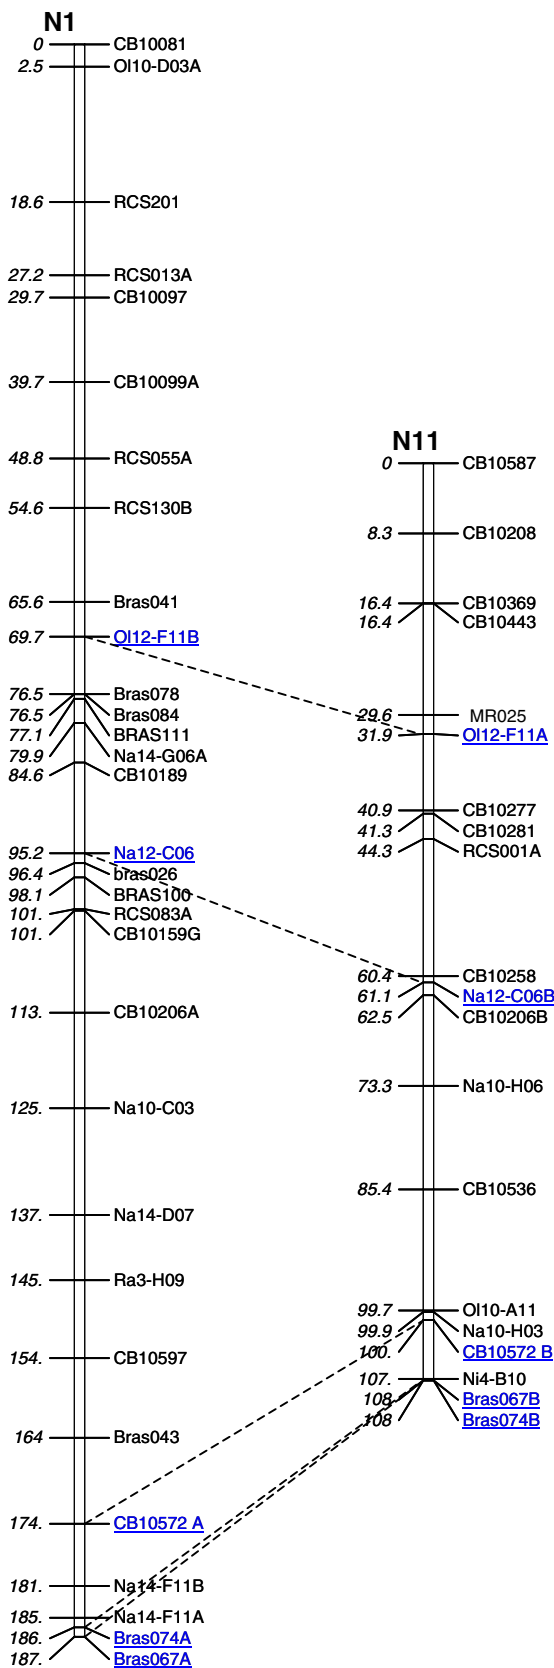 N1
0 CB10081
2.5 Ol10-D03A
18.6 RCS201
27.2 RCS013A
29.7 CB10097
39.7 CB10099A
48.8 RCS055A
54.6 RCS130B
65.6 Bras041
69.7 Ol12-F11B
76.5 Bras078
76.5 Bras084
77.1 BRAS111
79.9 Na14-G06A
84.6 CB10189
95.2 Na12-C06
96.4 bras026
98.1 BRAS100
101. RCS083A
101. CB10159G
113. CB10206A
125. Na10-C03
137. Na14-D07
145. Ra3-H09
154. CB10597
164 Bras043
174. CB10572 A
181. Na14-F11B
185. Na14-F11A
186. Bras074A
187. Bras067A
N11
0 CB10587
8.3 CB10208
16.4 CB10369
16.4 CB10443
29.6 MR025
31.9 Ol12-F11A
40.9 CB10277
41.3 CB10281
44.3 RCS001A
60.4 CB10258
61.1 Na12-C06B
62.5 CB10206B
73.3 Na10-H06
85.4 CB10536
99.7 Ol10-A11
99.9 Na10-H03
100. CB10572 B
107. Ni4-B10
108 Bras067B
108 Bras074B